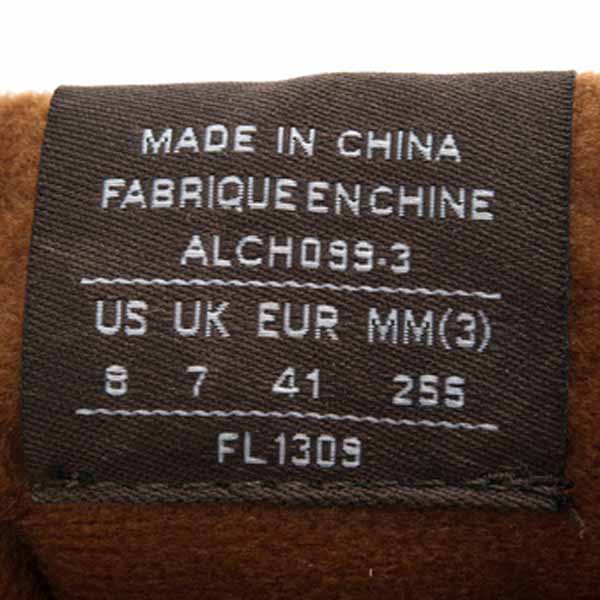 MADE IN CHINA
FABRIQUE EN CHINE
ALCH099-3
US UK EUR MM(3)
8 7 41 255
FL1309